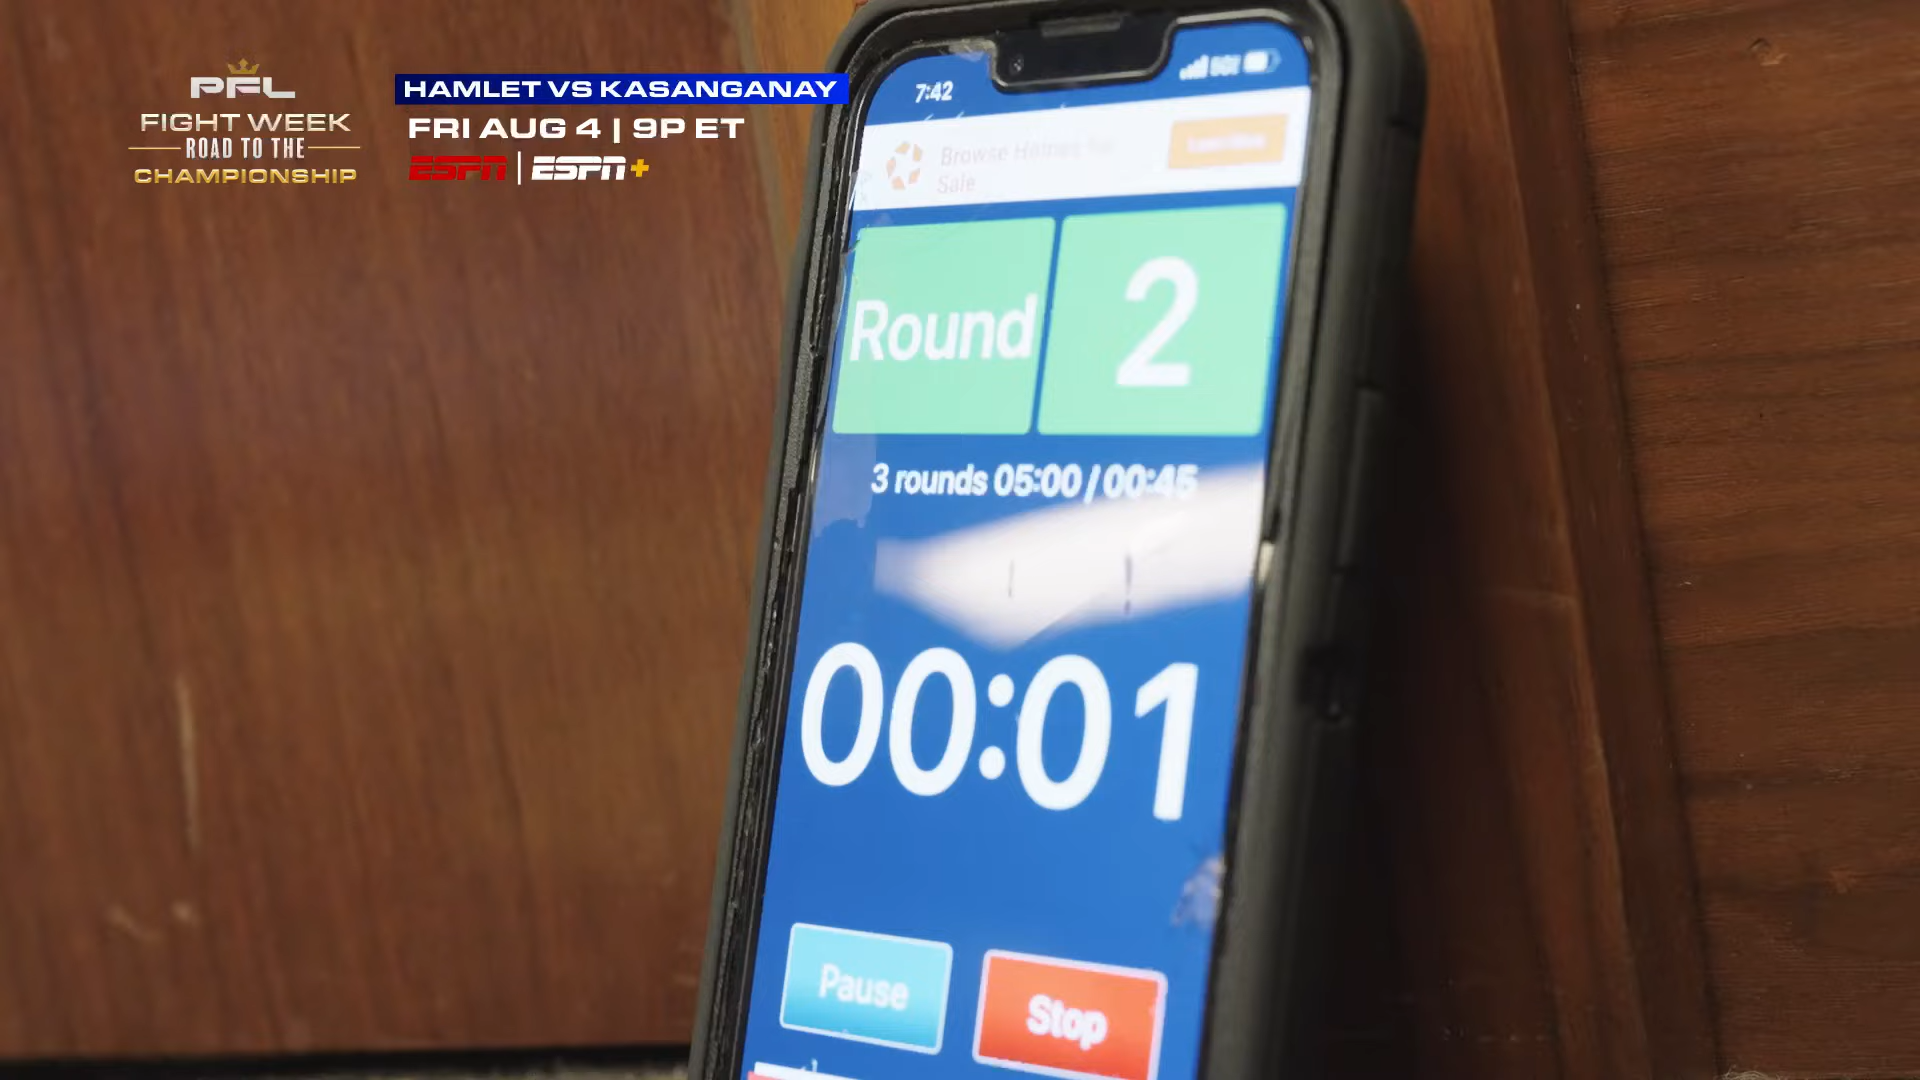 PFL
FIGHT WEEK
ROAD TO THE
CHAMPIONSHIP
HAMLET VS KASANGANAY
FRI AUG 4 | 9P ET
ESPN | ESPN+
7:42
Browse Homes for
Sale
Round 2
3 rounds 05:00 / 00:45
00:01
Pause Stop